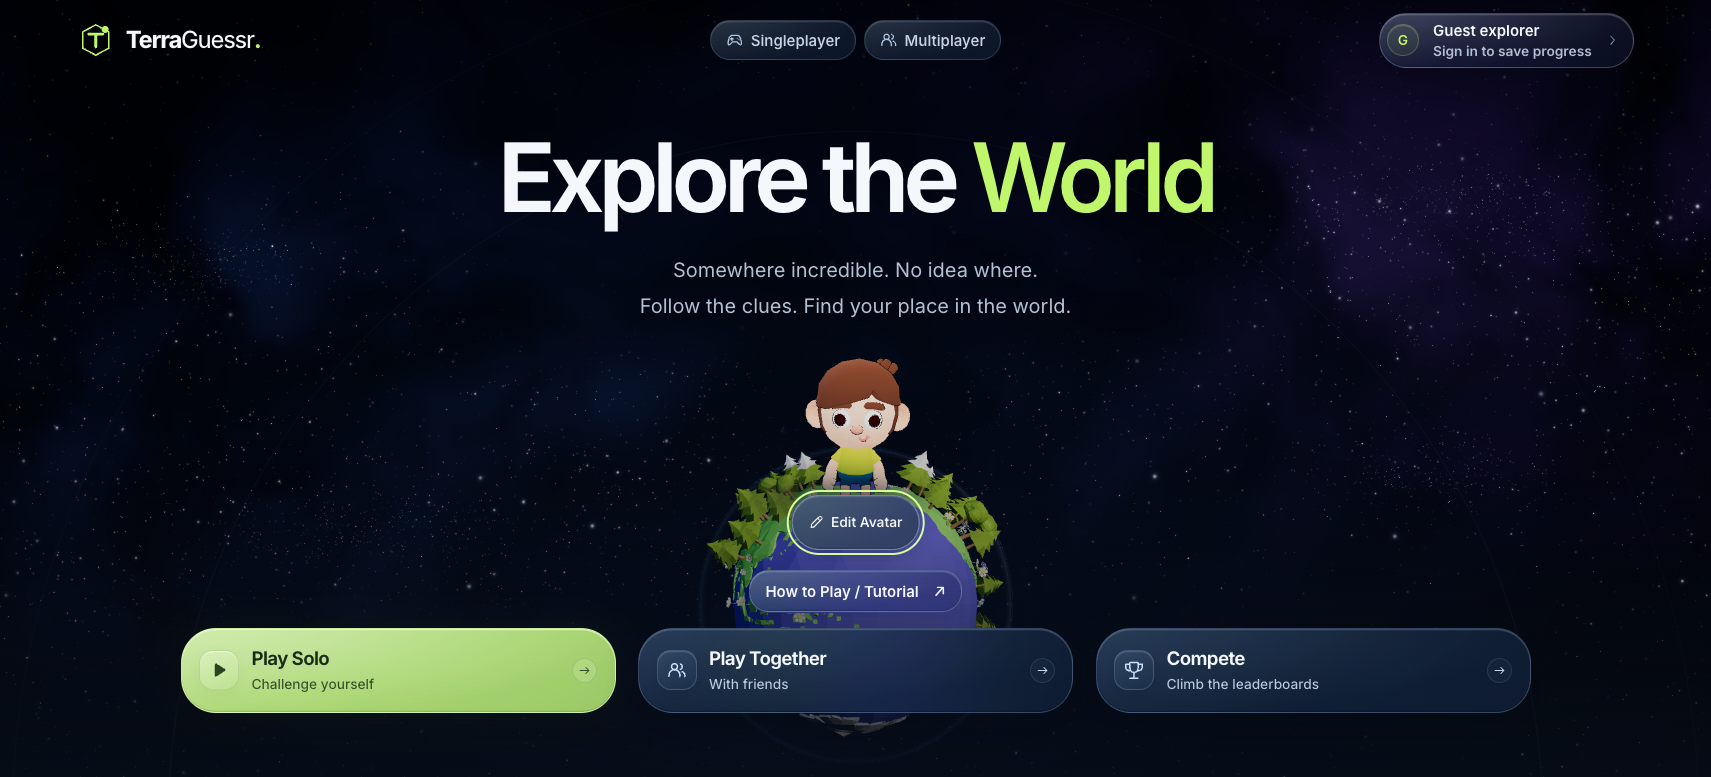 TerraGuessr.
Singleplayer
Multiplayer
G
Guest explorer
Sign in to save progress
Explore the World
Somewhere incredible. No idea where.
Follow the clues. Find your place in the world.
Edit Avatar
How to Play / Tutorial
Play Solo
Challenge yourself
Play Together
With friends
Compete
Climb the leaderboards